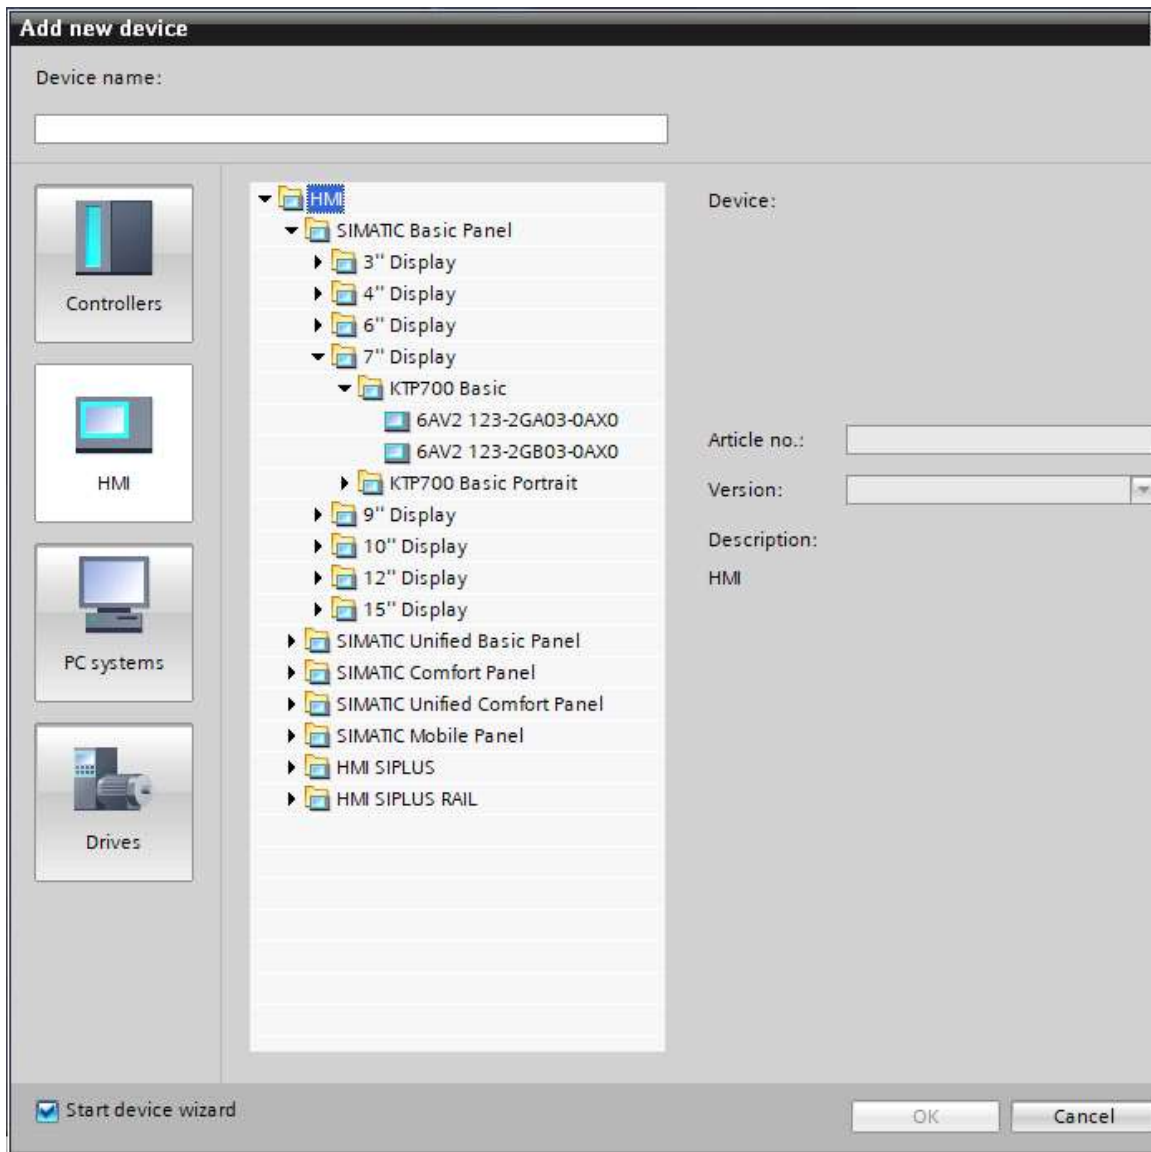 Add new device
Device name:
Controllers
HMI
PC systems
Drives
HMI
SIMATIC Basic Panel
3" Display
4" Display
6" Display
7" Display
KTP700 Basic
6AV2 123-2GA03-0AX0
6AV2 123-2GB03-0AX0
KTP700 Basic Portrait
9" Display
10" Display
12" Display
15" Display
SIMATIC Unified Basic Panel
SIMATIC Comfort Panel
SIMATIC Unified Comfort Panel
SIMATIC Mobile Panel
HMI SIPLUS
HMI SIPLUS RAIL
Device:
Article no.:
Version:
Description:
HMI
Start device wizard
OK
Cancel